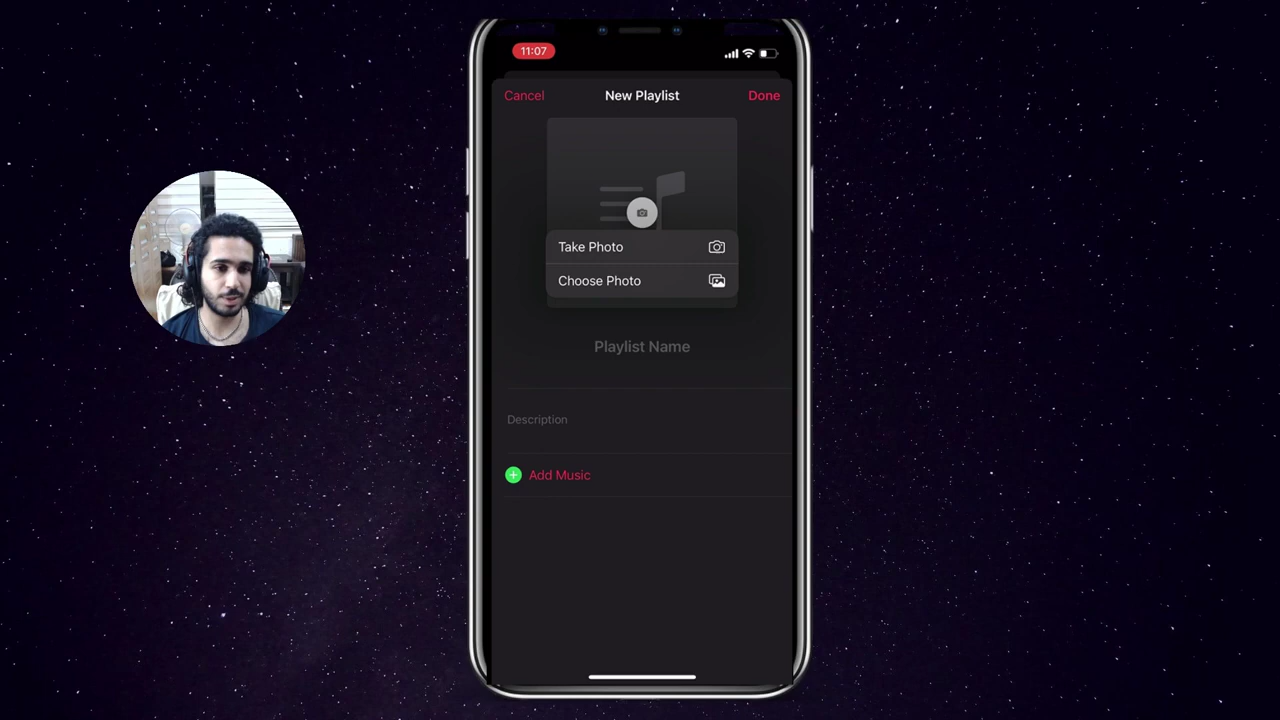 11:07
Cancel
New Playlist
Done
Take Photo
Choose Photo
Playlist Name
Description
Add Music